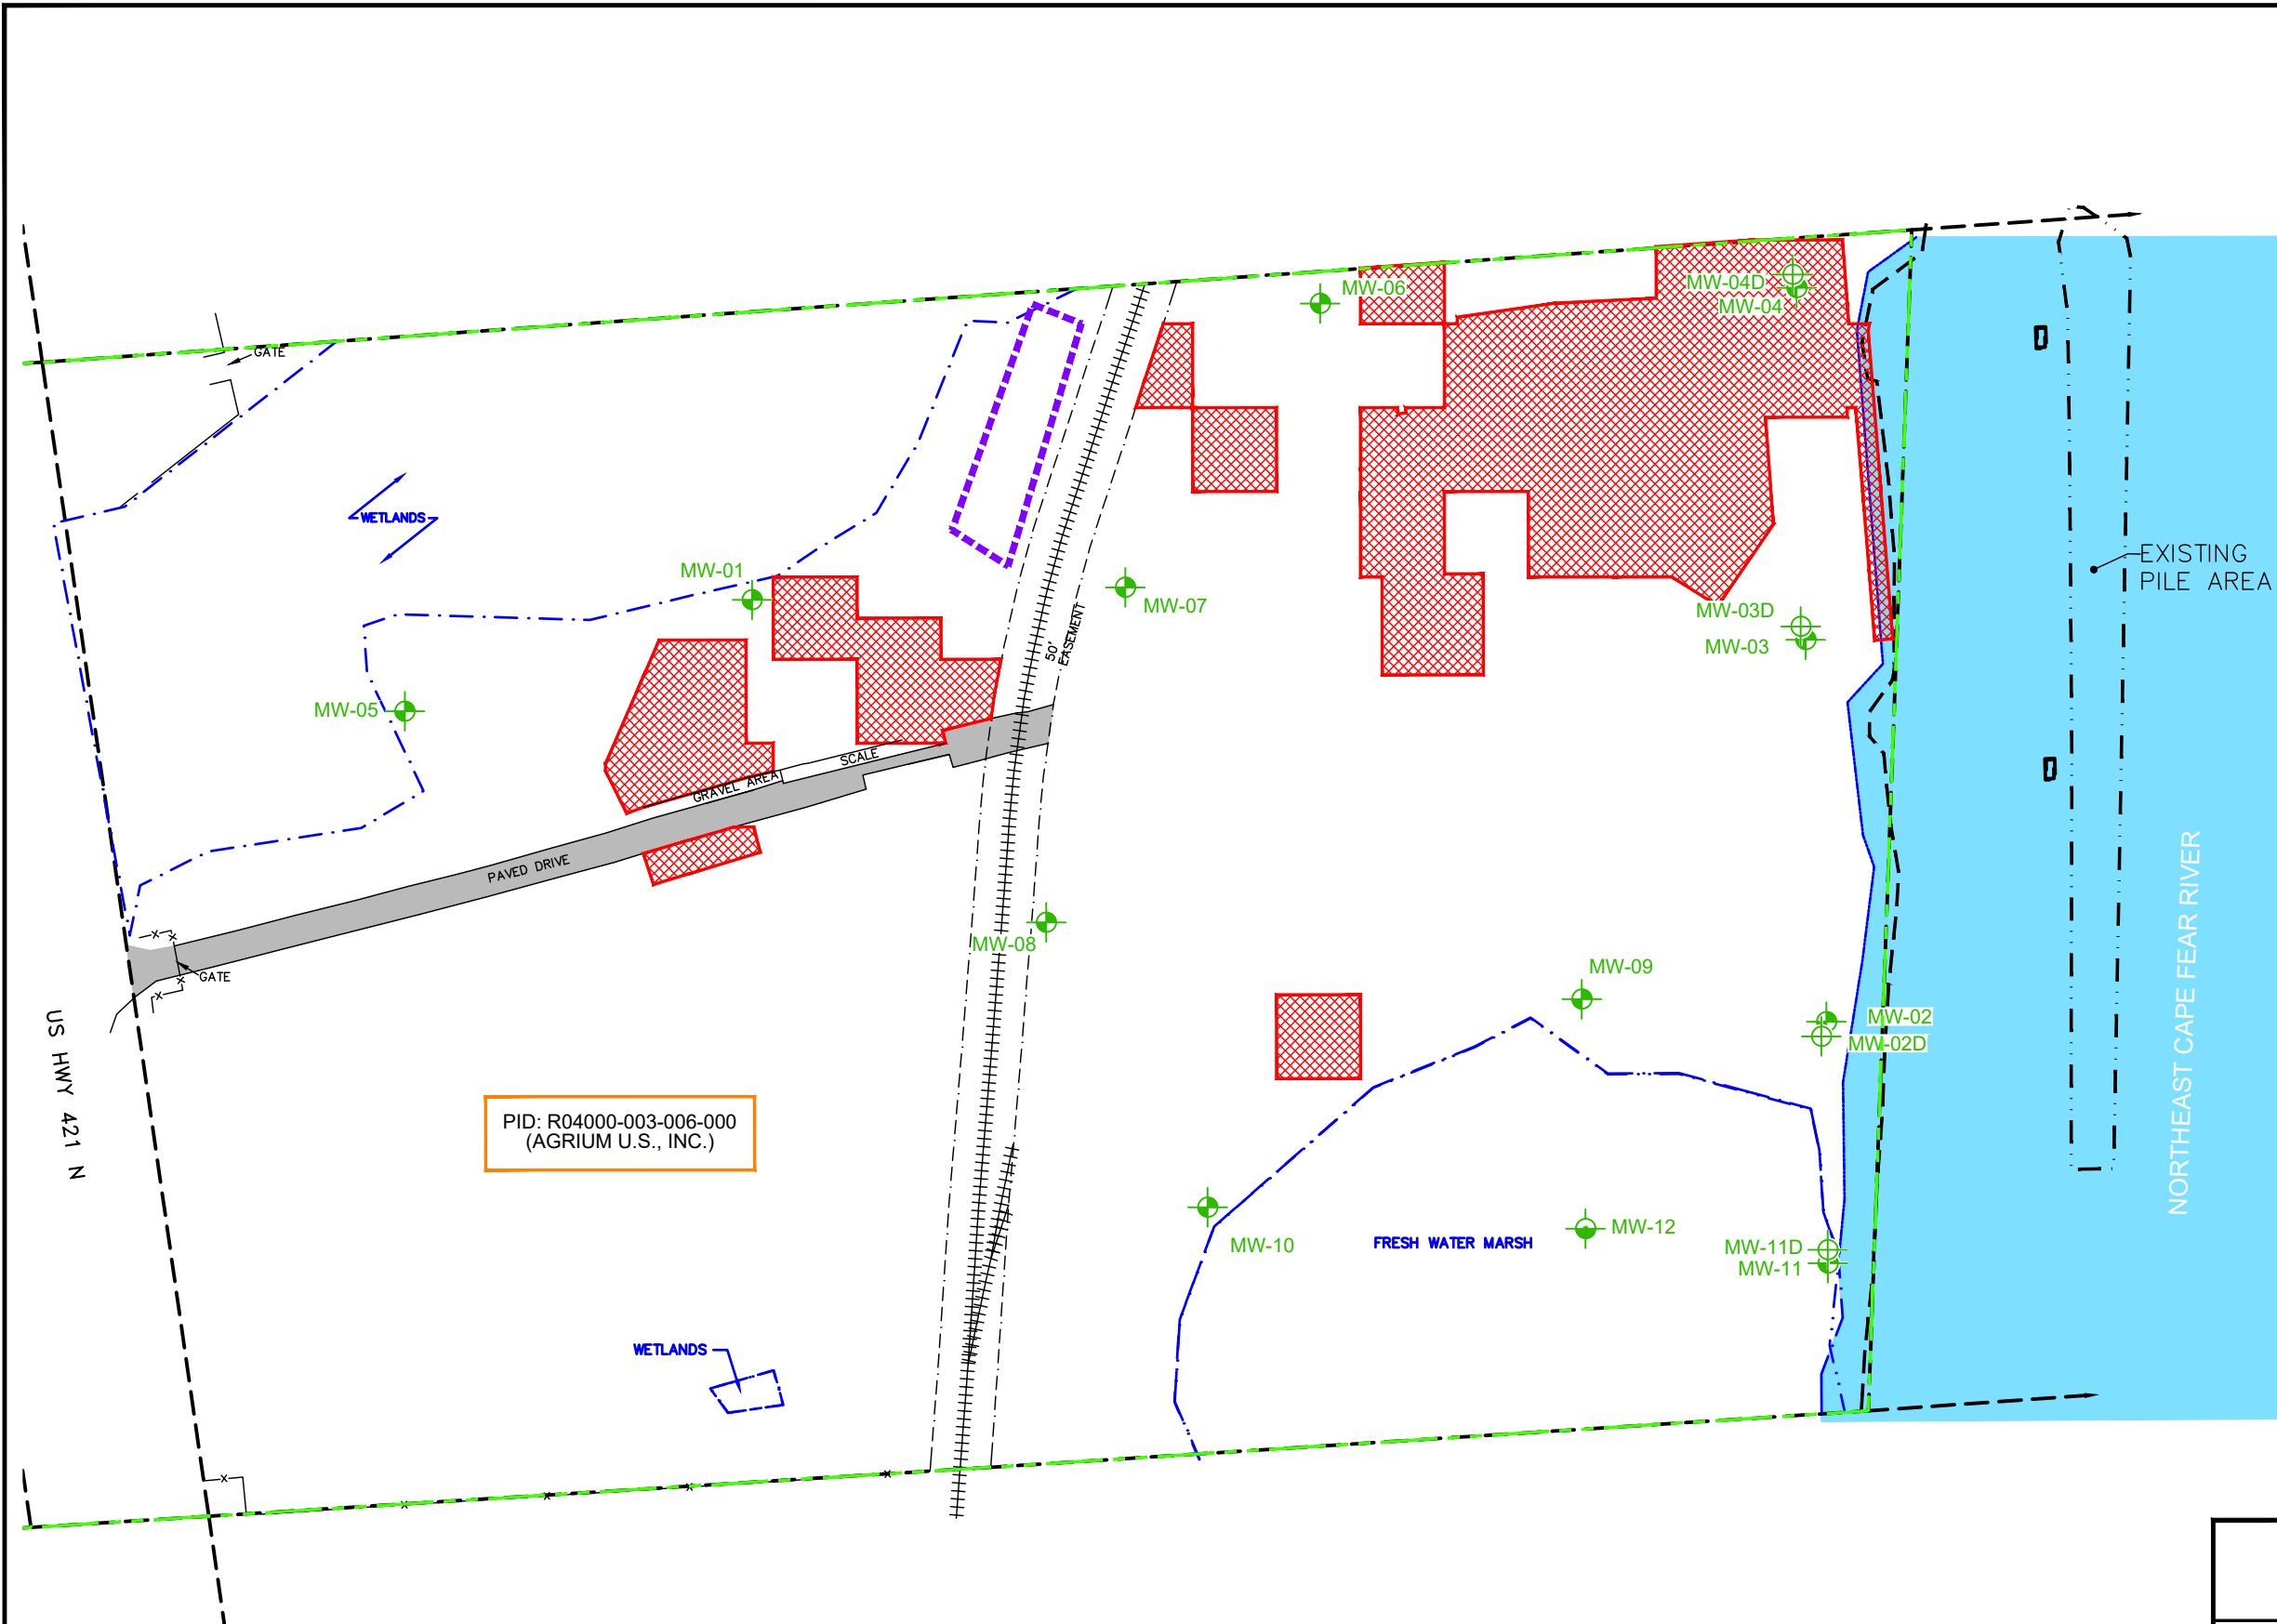 MW-06
MW-04D
MW-04
GATE
WETLANDS
EXISTING
PILE AREA
MW-01
MW-07
MW-03D
MW-03
50'
EASEMENT
MW-05
SCALE
GRAVEL AREA
PAVED DRIVE
MW-08
MW-09
GATE
MW-02
MW-02D
NORTHEAST CAPE FEAR RIVER
US HWY 421 N
PID: R04000-003-006-000
(AGRIUM U.S., INC.)
MW-10
FRESH WATER MARSH
MW-12
MW-11D
MW-11
WETLANDS